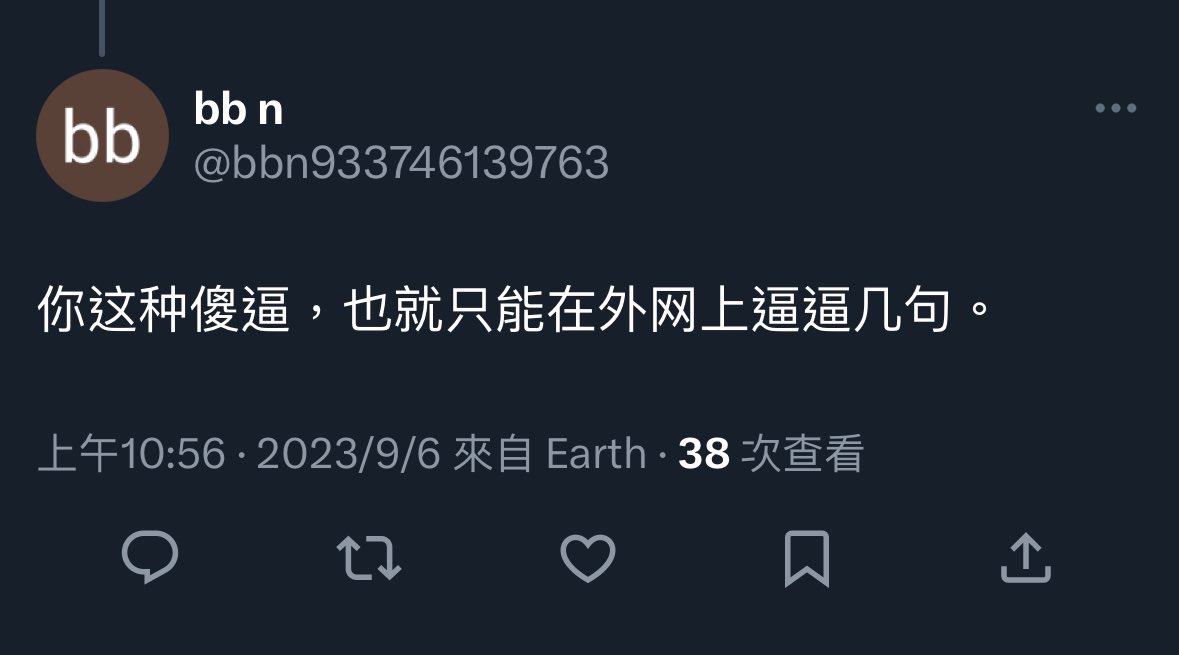 bb
bb n
@bbn933746139763
你这种傻逼，也就只能在外网上逼逼几句。
上午10:56 · 2023/9/6 來自 Earth · 38 次查看